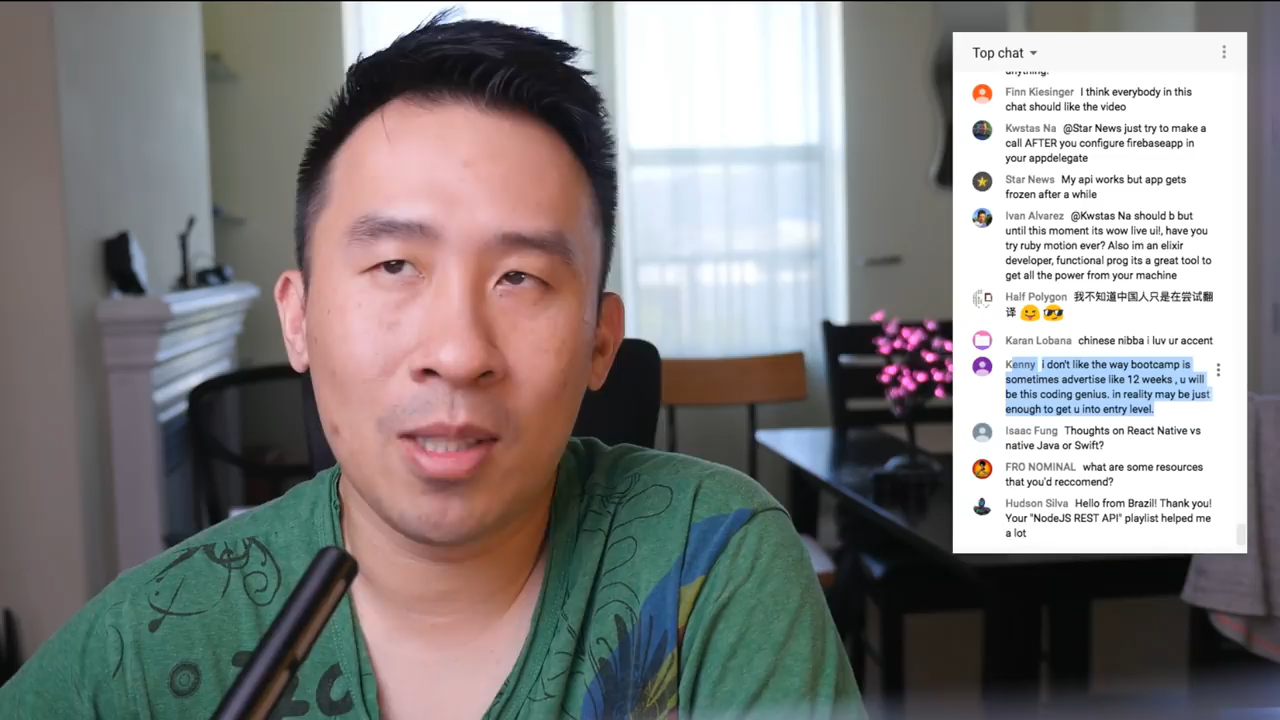 Top chat
anything.
Finn Kiesinger I think everybody in this
chat should like the video
Kwstas Na @Star News just try to make a
call AFTER you configure firebaseapp in
your appdelegate
Star News My api works but app gets
frozen after a while
Ivan Alvarez @Kwstas Na should b but
until this moment its wow live ui!, have you
try ruby motion ever? Also im an elixir
developer, functional prog its a great tool to
get all the power from your machine
Half Polygon 我不知道中国人只是在尝试翻
译 😜 😎
Karan Lobana chinese nibba i luv ur accent
Kenny i don't like the way bootcamp is
sometimes advertise like 12 weeks , u will
be this coding genius. in reality may be just
enough to get u into entry level.
Isaac Fung Thoughts on React Native vs
native Java or Swift?
FRO NOMINAL what are some resources
that you'd reccomend?
Hudson Silva Hello from Brazil! Thank you!
Your "NodeJS REST API" playlist helped me
a lot